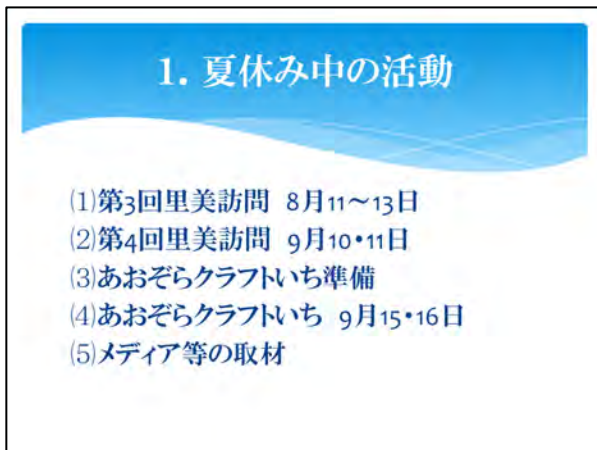 1. 夏休み中の活動
(1)第3回里美訪問 8月11～13日
(2)第4回里美訪問 9月10・11日
(3)あおぞらクラフトいち準備
(4)あおぞらクラフトいち 9月15・16日
(5)メディア等の取材